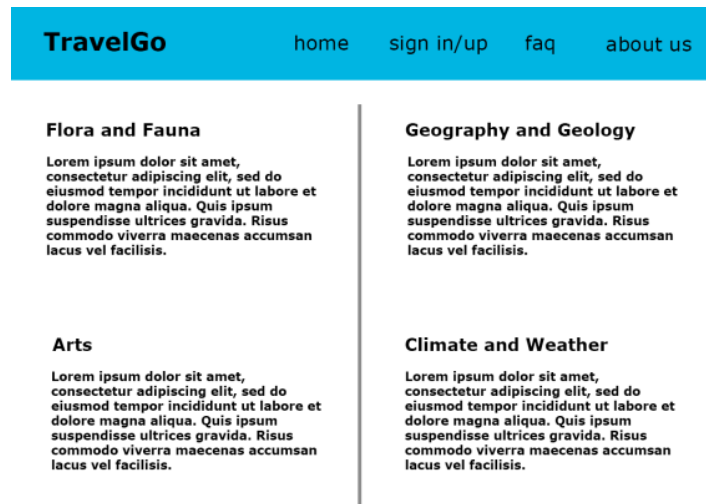 TravelGo home sign in/up faq about us
Flora and Fauna
Lorem ipsum dolor sit amet,
consectetur adipiscing elit, sed do
eiusmod tempor incididunt ut labore et
dolore magna aliqua. Quis ipsum
suspendisse ultrices gravida. Risus
commodo viverra maecenas accumsan
lacus vel facilisis.
Geography and Geology
Lorem ipsum dolor sit amet,
consectetur adipiscing elit, sed do
eiusmod tempor incididunt ut labore et
dolore magna aliqua. Quis ipsum
suspendisse ultrices gravida. Risus
commodo viverra maecenas accumsan
lacus vel facilisis.
Arts
Lorem ipsum dolor sit amet,
consectetur adipiscing elit, sed do
eiusmod tempor incididunt ut labore et
dolore magna aliqua. Quis ipsum
suspendisse ultrices gravida. Risus
commodo viverra maecenas accumsan
lacus vel facilisis.
Climate and Weather
Lorem ipsum dolor sit amet,
consectetur adipiscing elit, sed do
eiusmod tempor incididunt ut labore et
dolore magna aliqua. Quis ipsum
suspendisse ultrices gravida. Risus
commodo viverra maecenas accumsan
lacus vel facilisis.